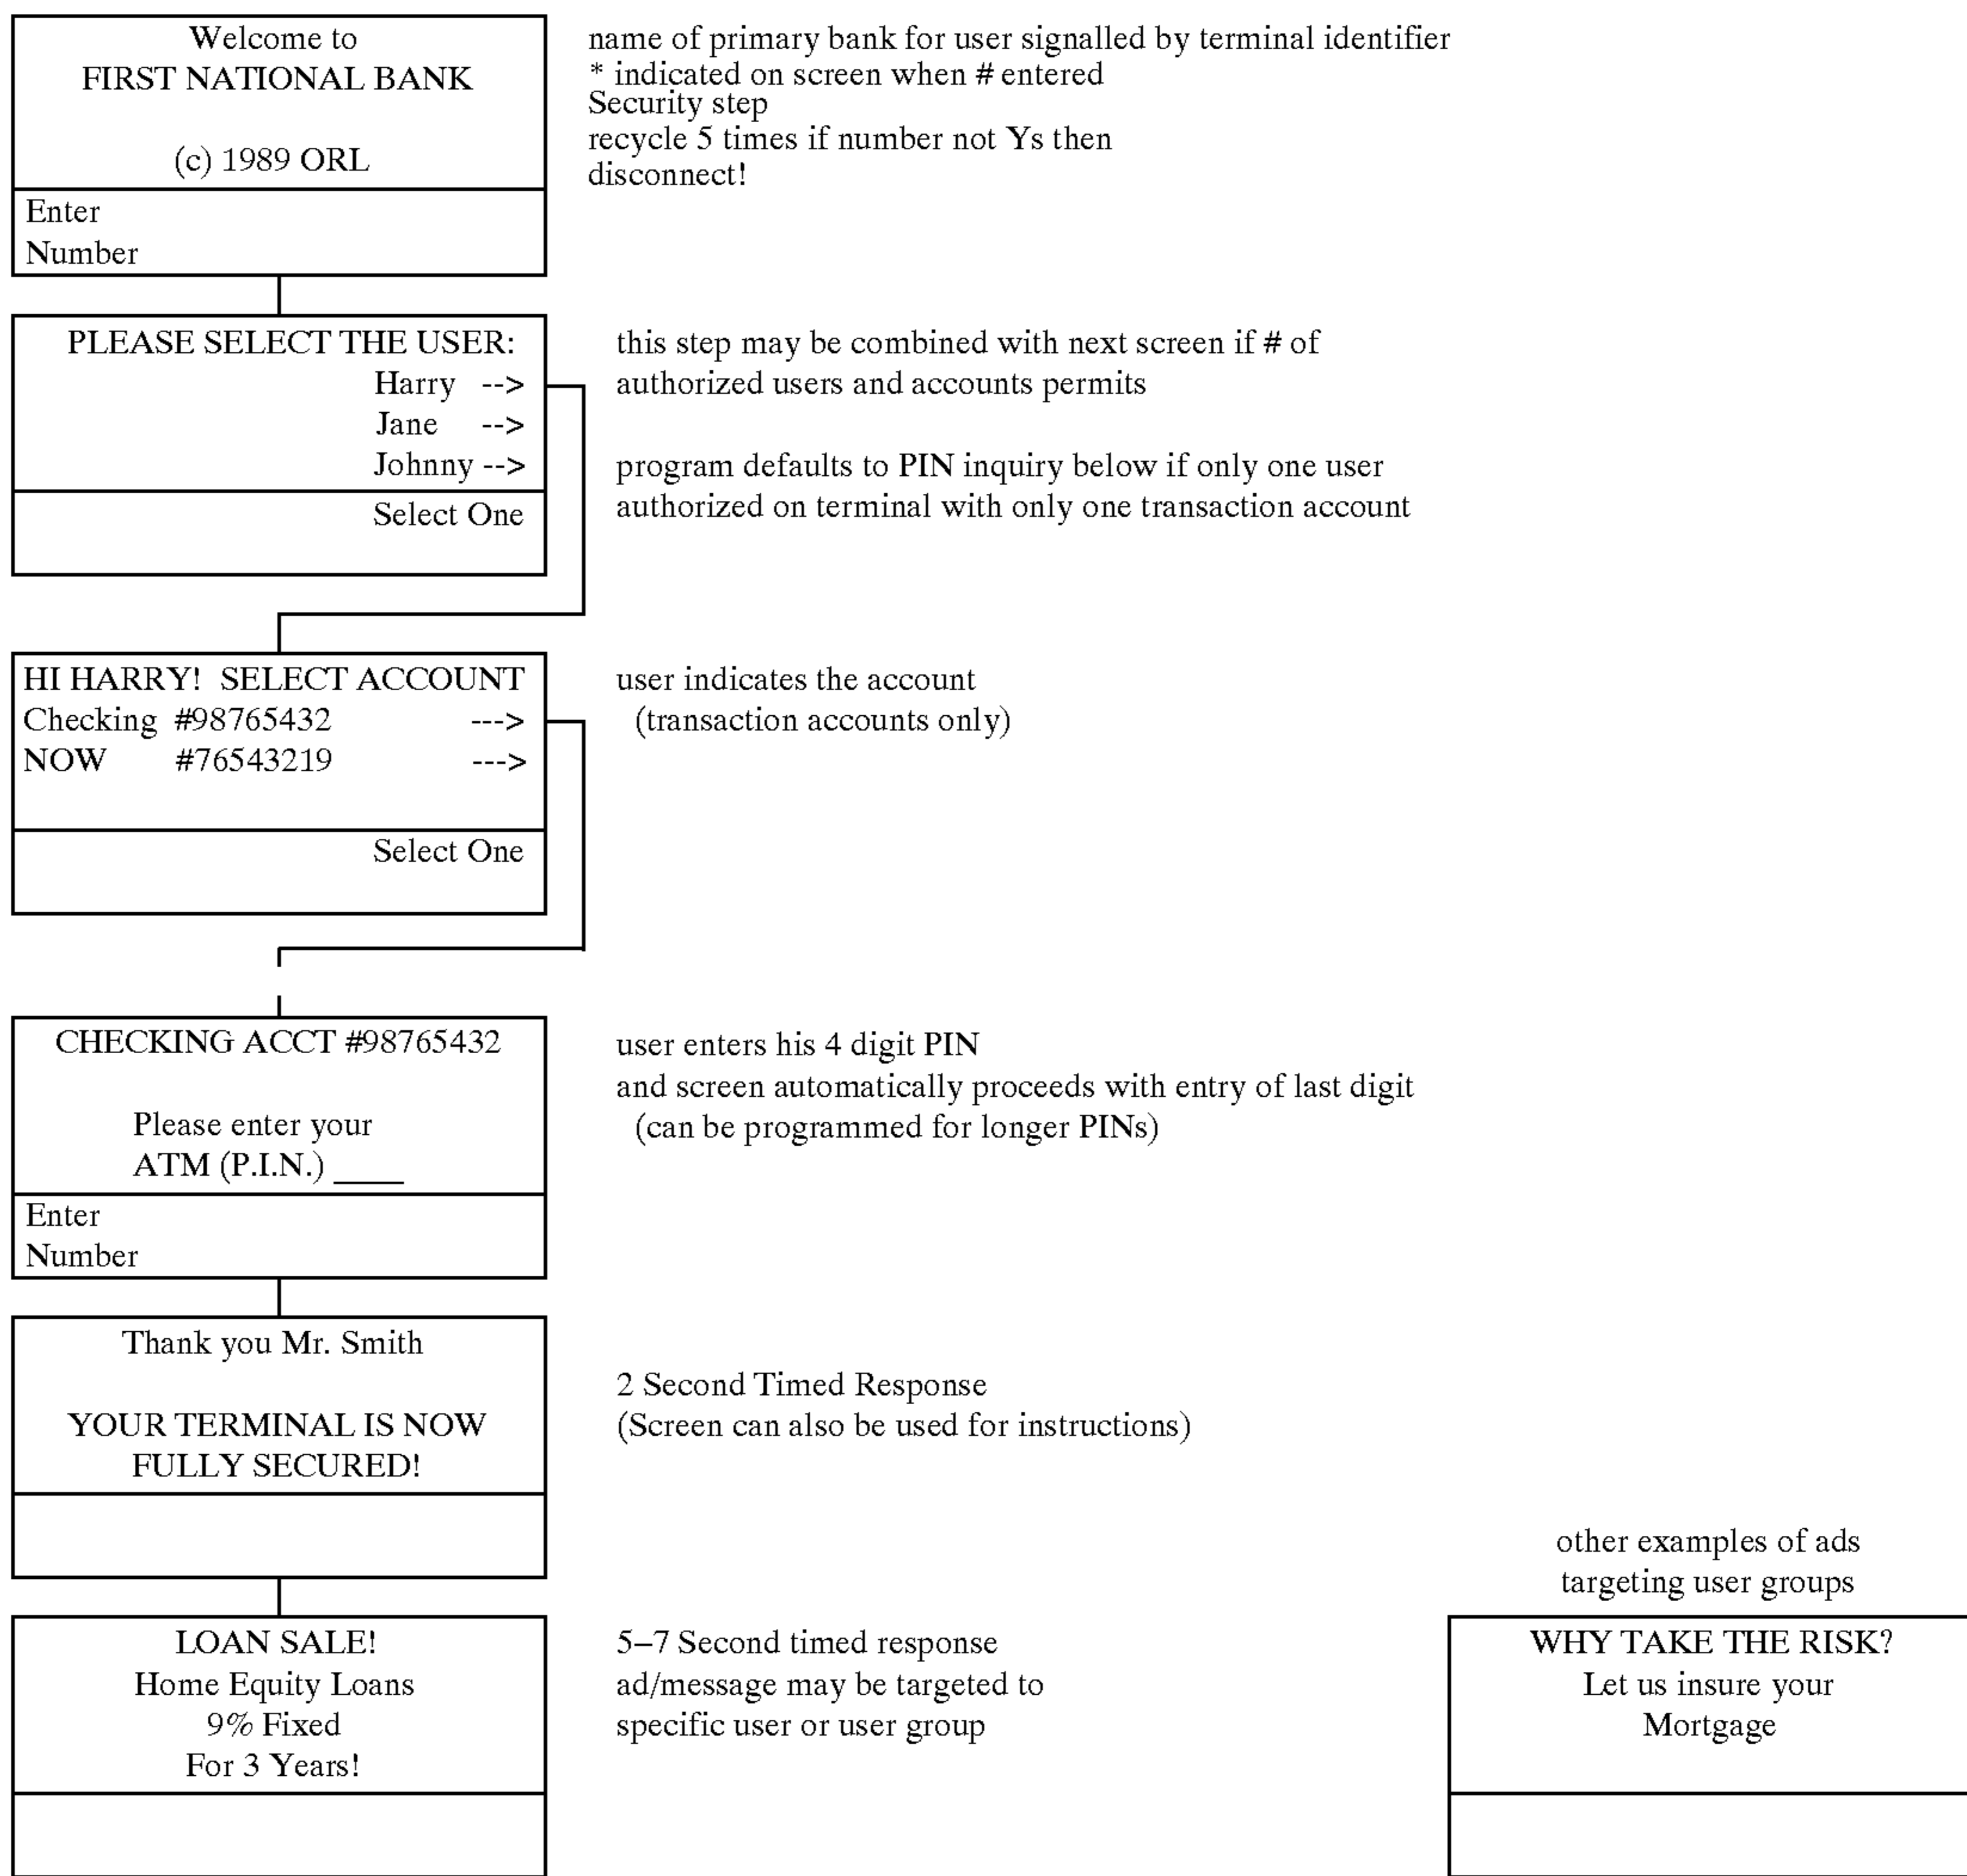 Welcome to
FIRST NATIONAL BANK
(c) 1989 ORL
Enter
Number
name of primary bank for user signalled by terminal identifier
* indicated on screen when # entered
Security step
recycle 5 times if number not Ys then
disconnect!
PLEASE SELECT THE USER:
Harry -->
Jane -->
Johnny -->
Select One
this step may be combined with next screen if # of
authorized users and accounts permits
program defaults to PIN inquiry below if only one user
authorized on terminal with only one transaction account
HI HARRY! SELECT ACCOUNT
Checking #98765432 --->
NOW #76543219 --->
Select One
user indicates the account
(transaction accounts only)
CHECKING ACCT #98765432
Please enter your
ATM (P.I.N.) ____
Enter
Number
user enters his 4 digit PIN
and screen automatically proceeds with entry of last digit
(can be programmed for longer PINs)
Thank you Mr. Smith
YOUR TERMINAL IS NOW
FULLY SECURED!
2 Second Timed Response
(Screen can also be used for instructions)
LOAN SALE!
Home Equity Loans
9% Fixed
For 3 Years!
5–7 Second timed response
ad/message may be targeted to
specific user or user group
other examples of ads
targeting user groups
WHY TAKE THE RISK?
Let us insure your
Mortgage